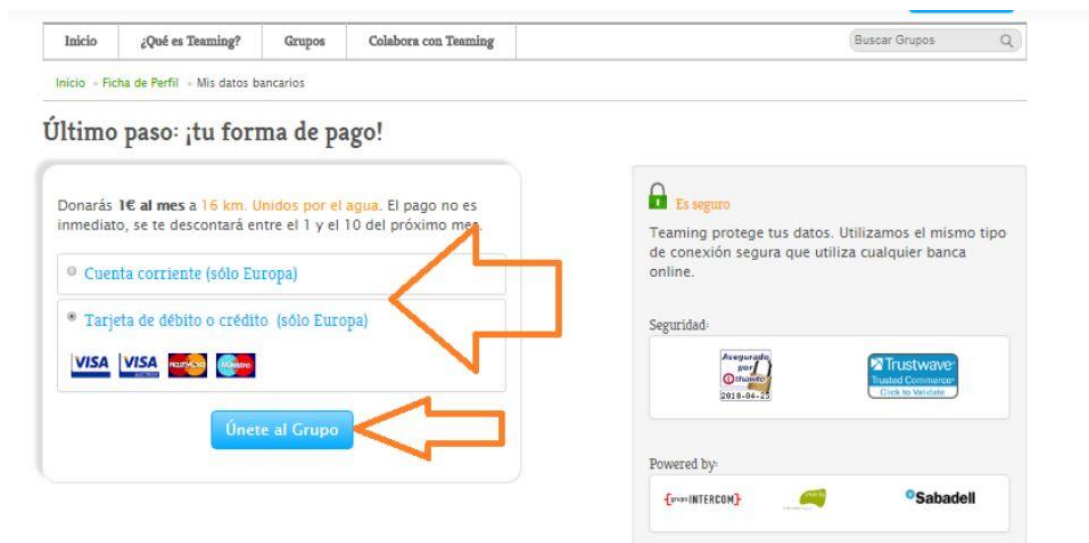 Inicio ¿Qué es Teaming? Grupos Colabora con Teaming Buscar Grupos
Inicio » Ficha de Perfil » Mis datos bancarios
Último paso: ¡tu forma de pago!
Donarás 1€ al mes a 16 km. Unidos por el agua. El pago no es
inmediato, se te descontará entre el 1 y el 10 del próximo mes.
Cuenta corriente (sólo Europa)
Tarjeta de débito o crédito (sólo Europa)
VISA VISA MasterCard Maestro
Únete al Grupo
Es seguro
Teaming protege tus datos. Utilizamos el mismo tipo
de conexión segura que utiliza cualquier banca
online.
Seguridad:
Asegurado
por
thawte
2018-04-25
Trustwave
Trusted Commerce
Click to Validate
Powered by:
grupo INTERCOM
Sabadell